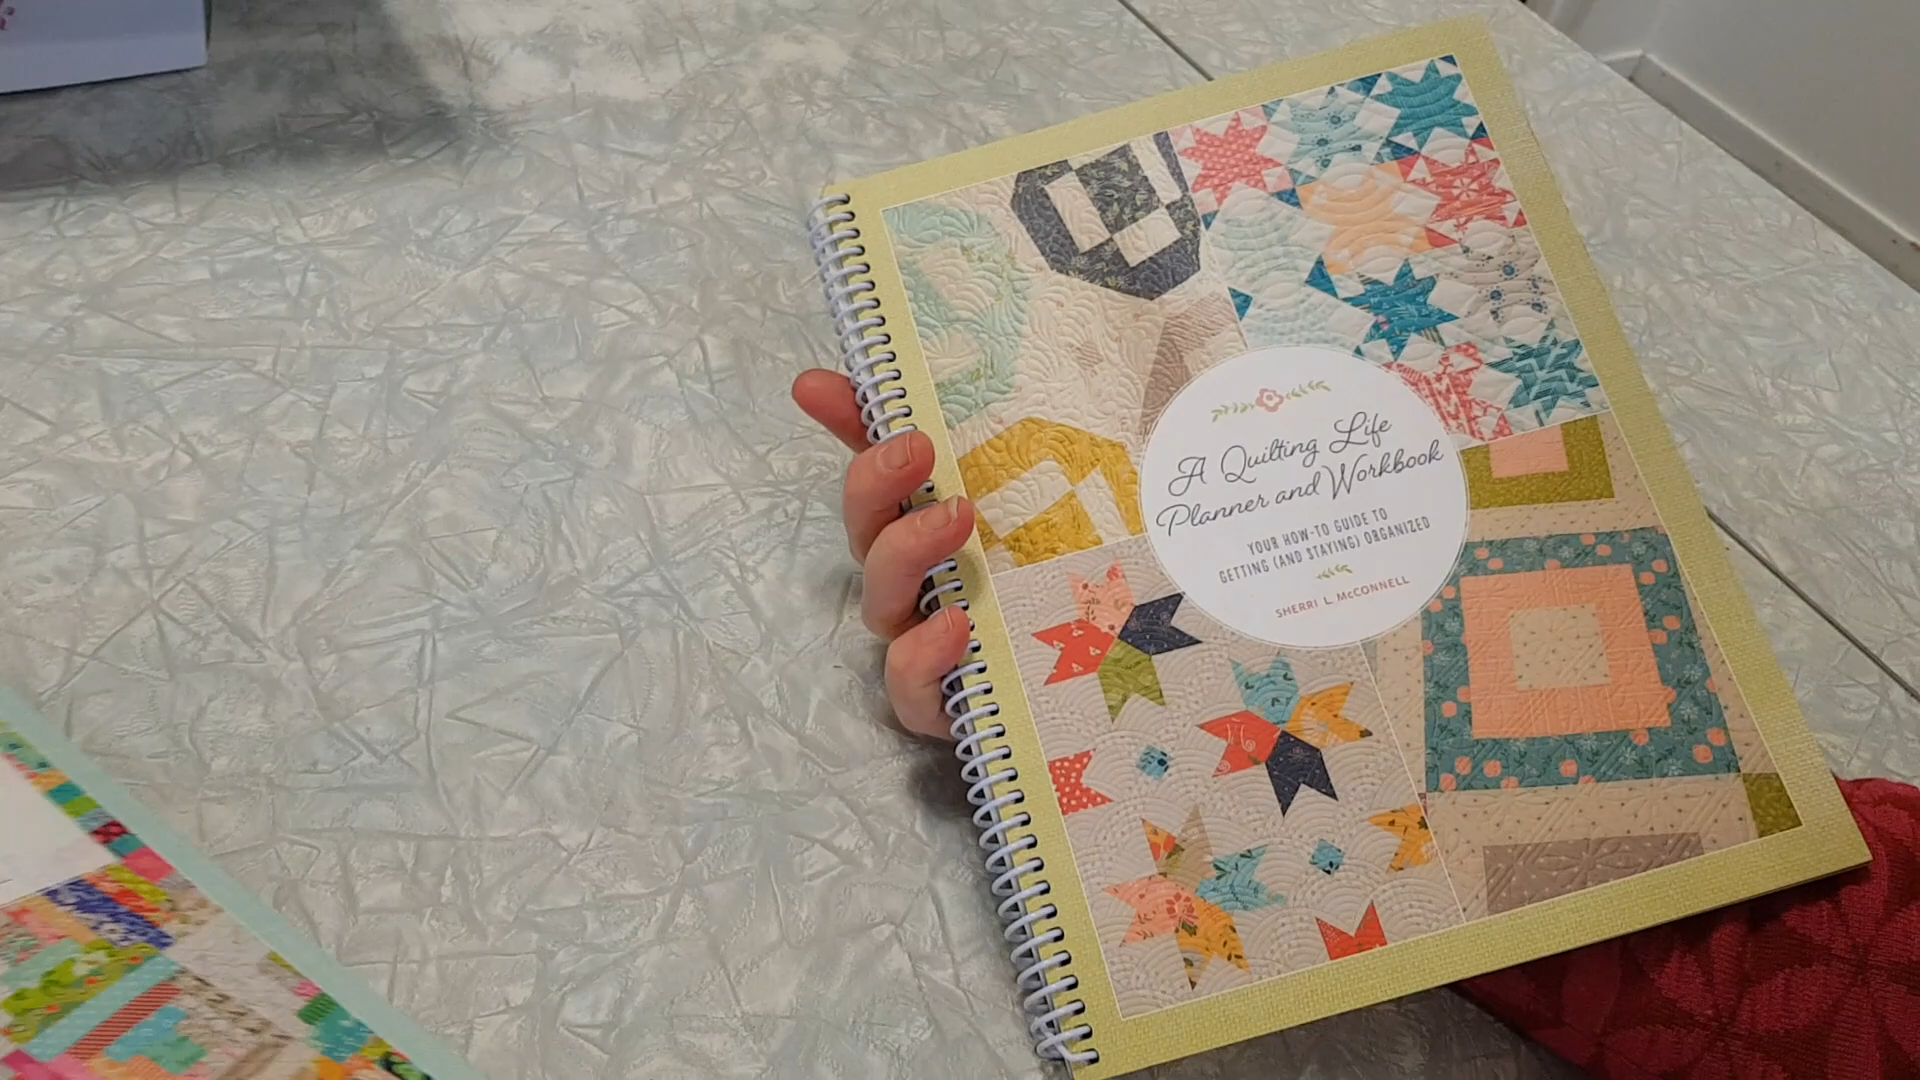 A Quilting Life
Planner and Workbook
YOUR HOW-TO GUIDE TO
GETTING (AND STAYING) ORGANIZED
SHERRI L. McCONNELL